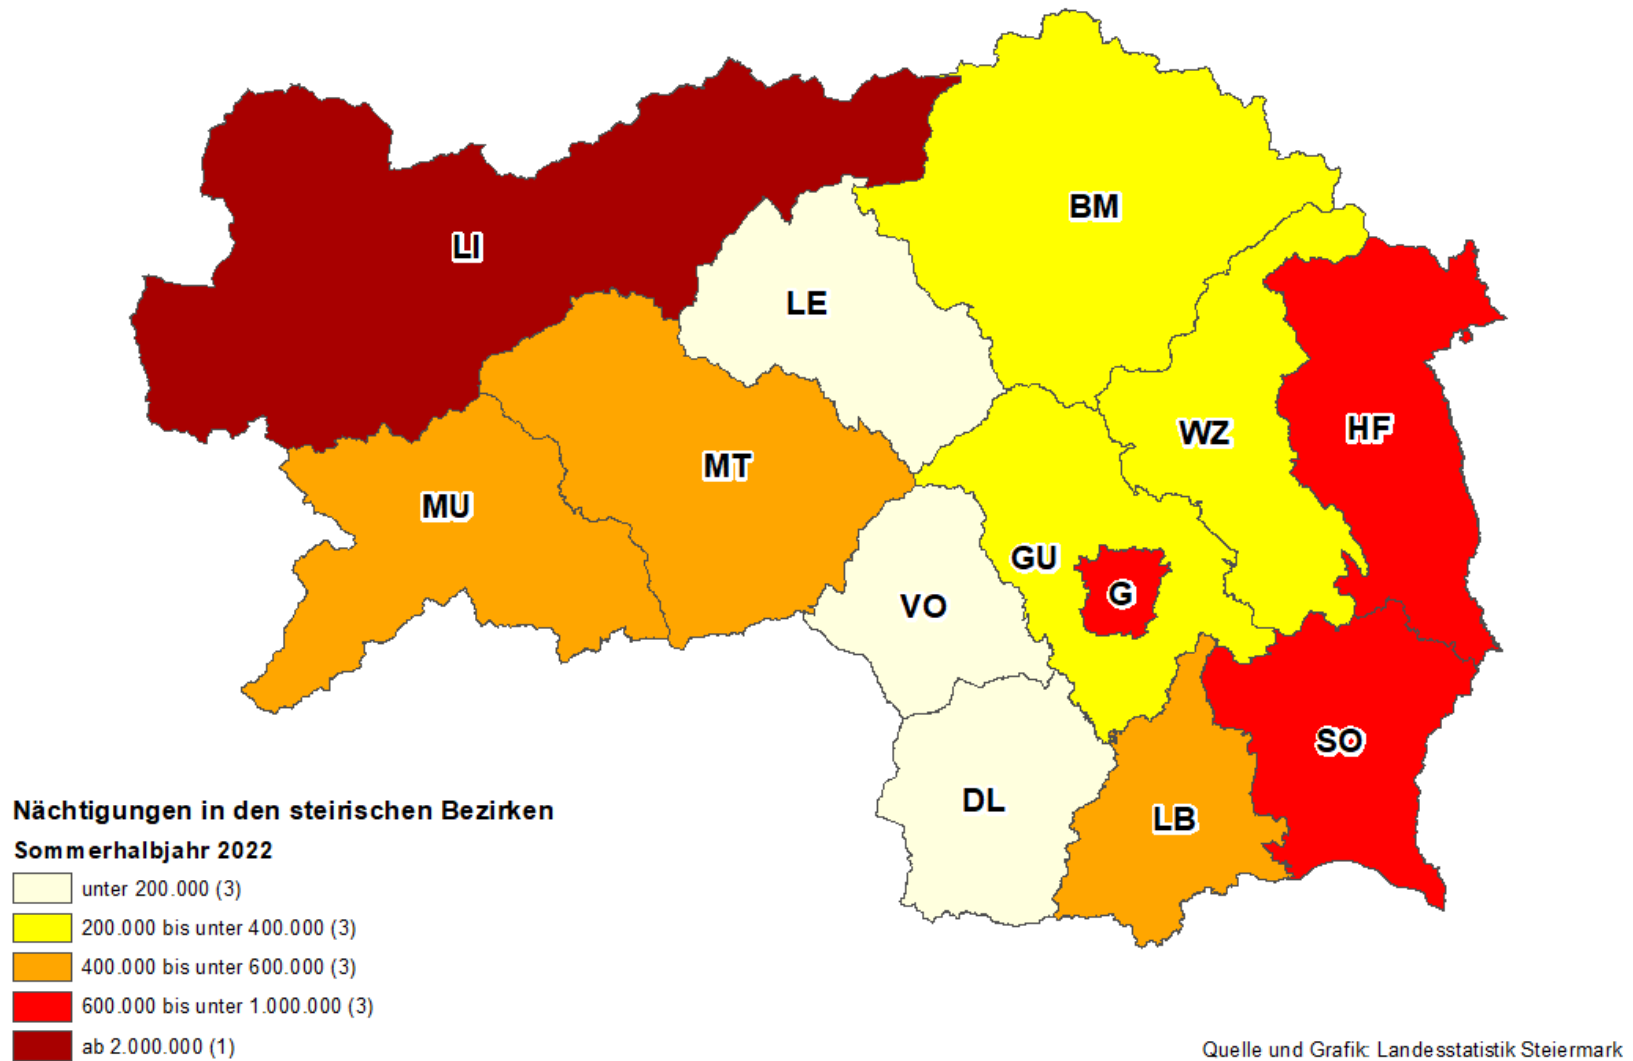 BM
LI
LE
WZ
HF
MT
MU
GU
G
VO
SO
DL
LB
Nächtigungen in den steirischen Bezirken
Sommerhalbjahr 2022
unter 200.000 (3)
200.000 bis unter 400.000 (3)
400.000 bis unter 600.000 (3)
600.000 bis unter 1.000.000 (3)
ab 2.000.000 (1)
Quelle und Grafik: Landesstatistik Steiermark